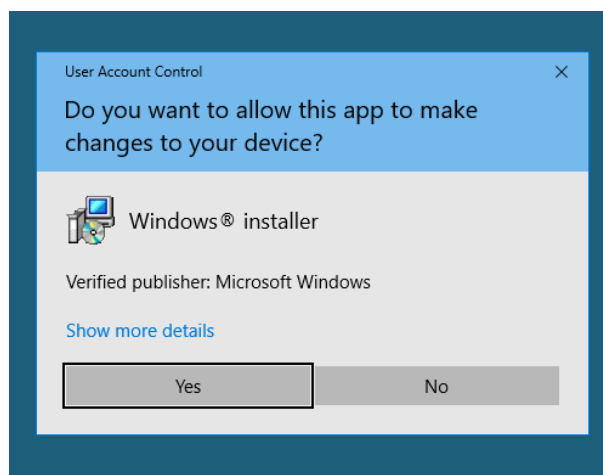 User Account Control
Do you want to allow this app to make
changes to your device?
Windows® installer
Verified publisher: Microsoft Windows
Show more details
Yes
No